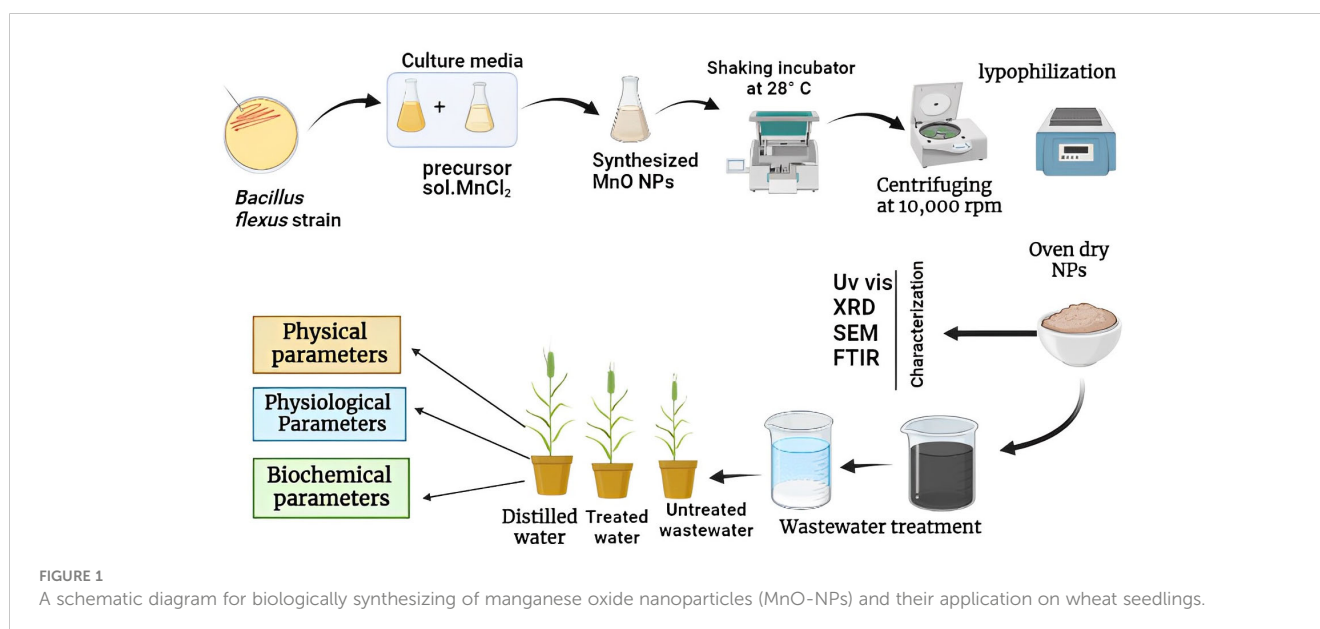 Culture media
+
precursor
sol.MnCl₂
Bacillus
flexus strain
Synthesized
MnO NPs
Shaking incubator
at 28° C
Centrifuging
at 10,000 rpm
lypophilization
Oven dry
NPs
Uv vis
XRD
SEM
FTIR
Characterization
Physical
parameters
Physiological
Parameters
Biochemical
parameters
Distilled
water
Treated
water
Untreated
wastewater
Wastewater treatment
FIGURE 1
A schematic diagram for biologically synthesizing of manganese oxide nanoparticles (MnO-NPs) and their application on wheat seedlings.